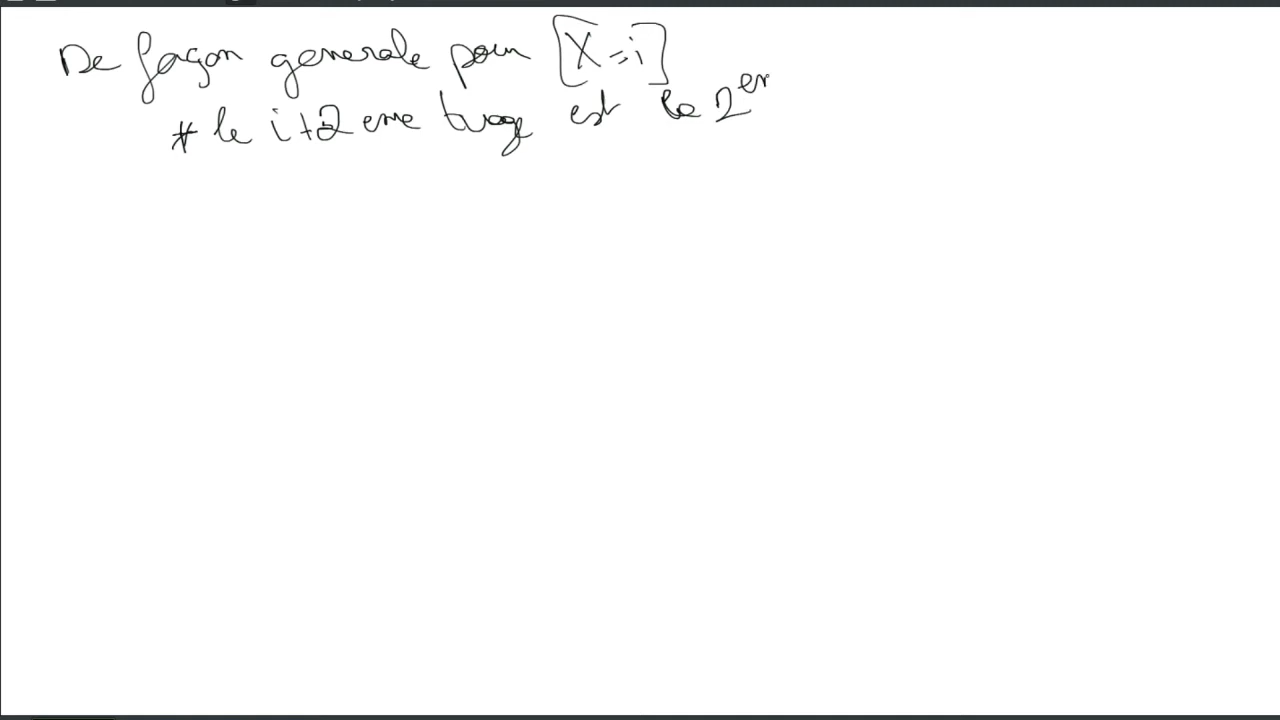 De façon generale pour [X=i]
* le i+2 eme tirage est le 2er